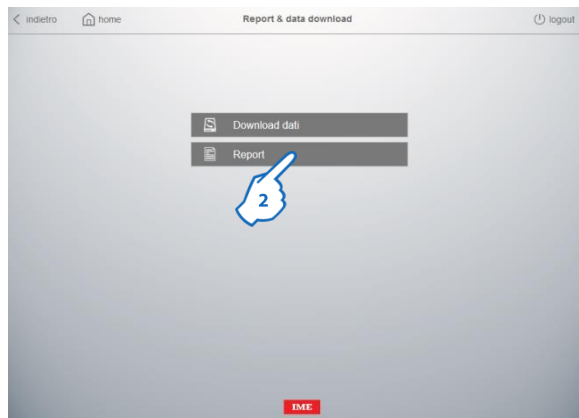 indietro home Report & data download logout
Download dati
Report
2
IME